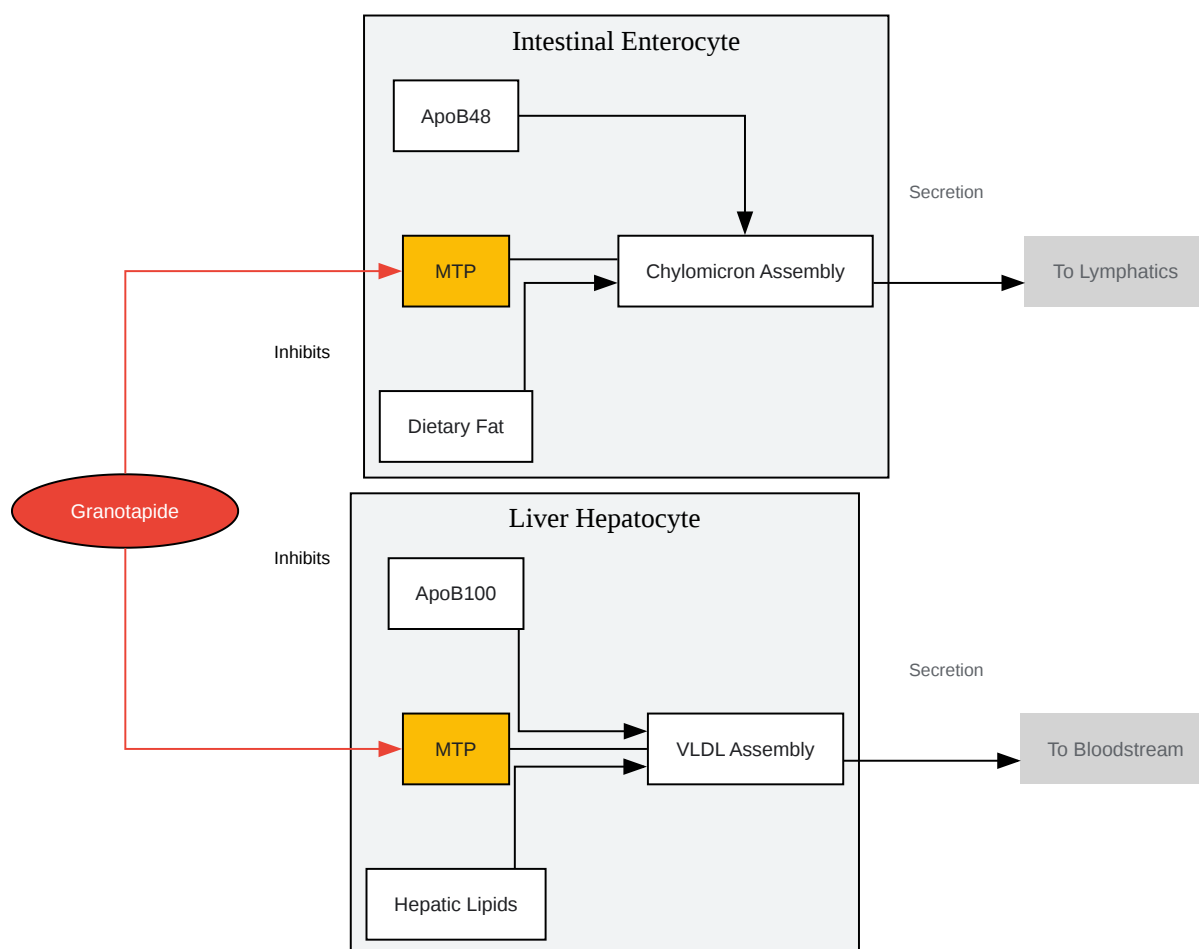 Intestinal Enterocyte
ApoB48
Secretion
MTP
Chylomicron Assembly
To Lymphatics
Inhibits
Dietary Fat
Granotapide
Liver Hepatocyte
Inhibits
ApoB100
Secretion
MTP
VLDL Assembly
To Bloodstream
Hepatic Lipids